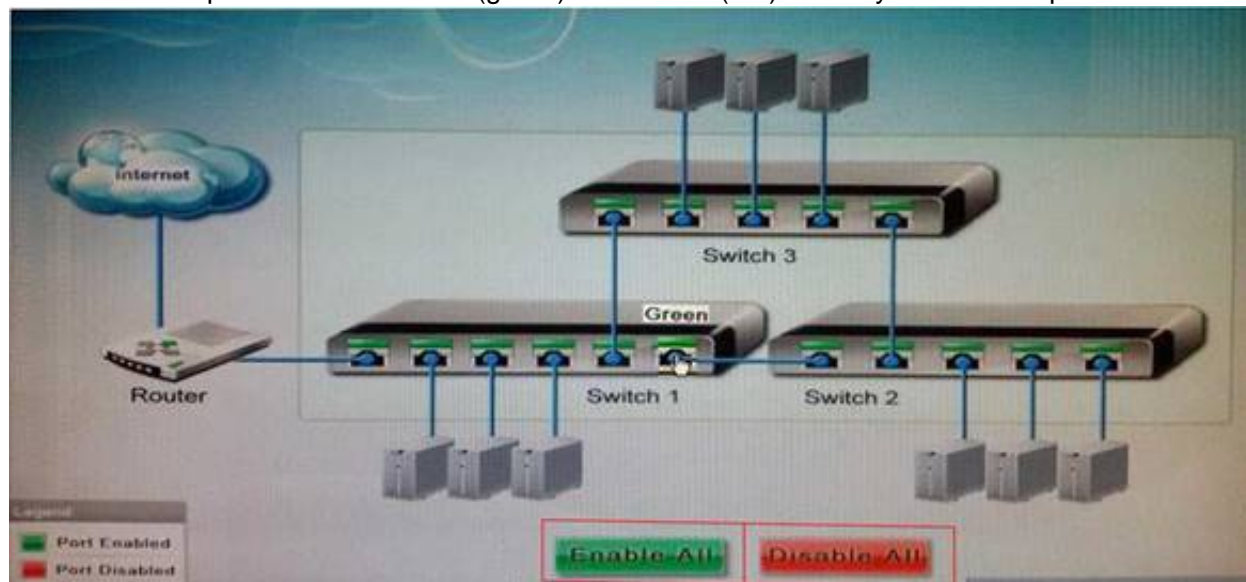 Internet
Switch 3
Green
Router
Switch 1
Switch 2
Legend
Port Enabled
Port Disabled
Enable All
Disable All